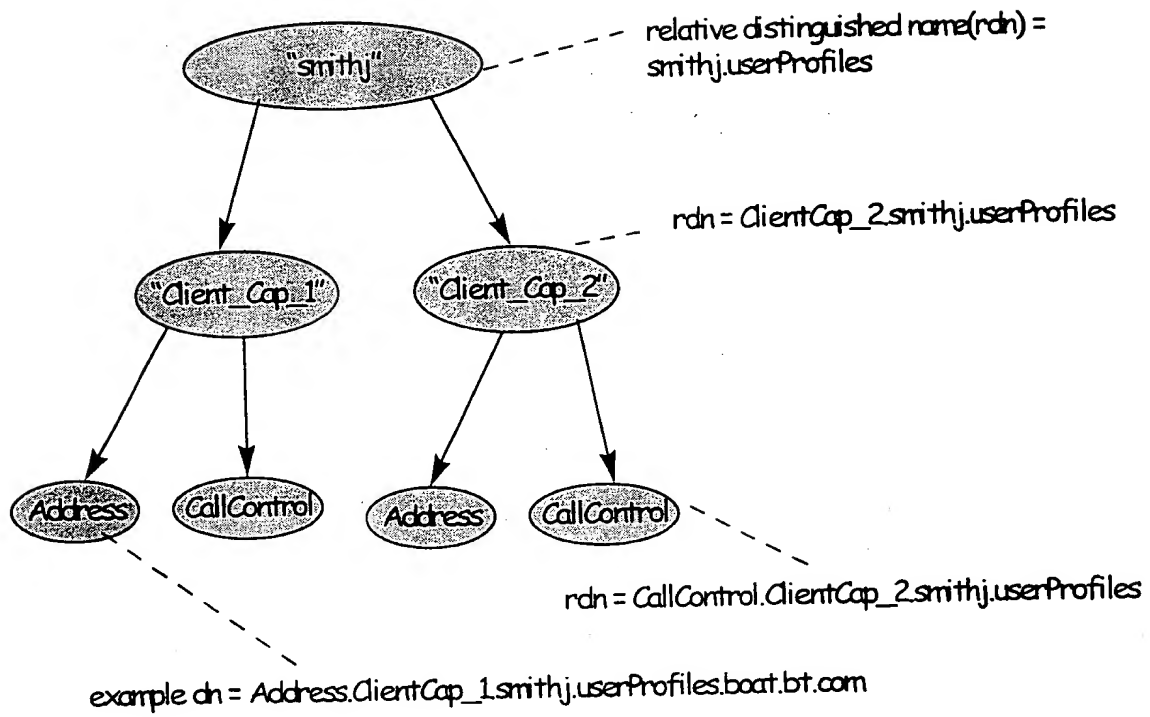 "smithj"
relative distinguished name(rdn) =
smithj.userProfiles
rdn = ClientCap_2.smithj.userProfiles
"Client_Cap_1"
"Client_Cap_2"
Address
CallControl
Address
CallControl
rdn = CallControl.ClientCap_2.smithj.userProfiles
example dn = Address.ClientCap_1.smithj.userProfiles.boat.bt.com